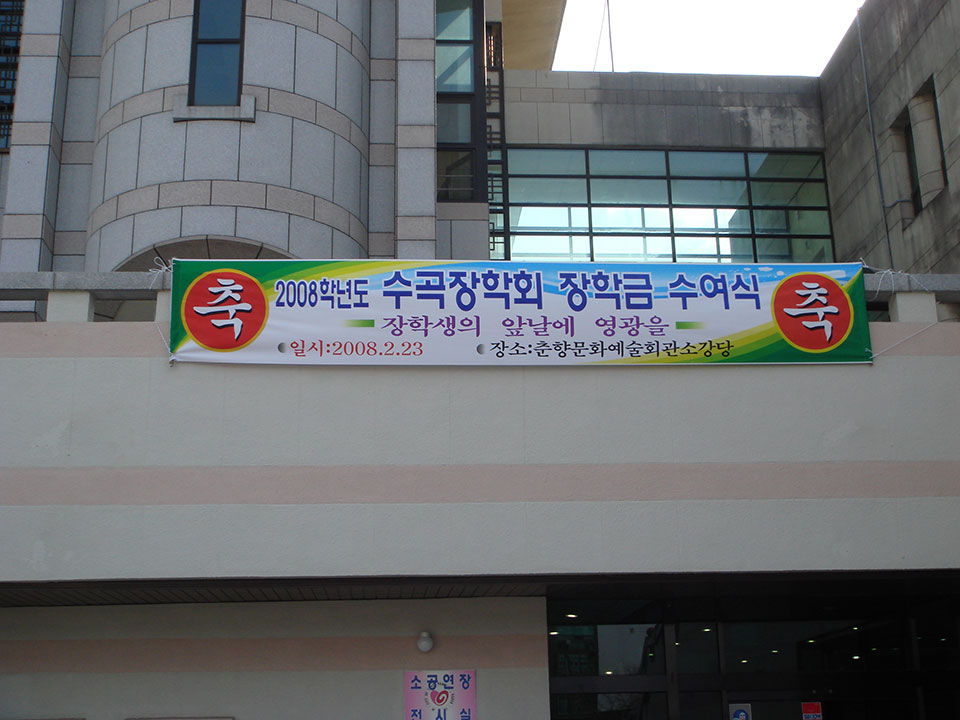 축 2008학년도 수곡장학회 장학금 수여식 축
장학생의 앞날에 영광을
일시:2008.2.23 장소:춘향문화예술회관소강당
소공연장
전시실